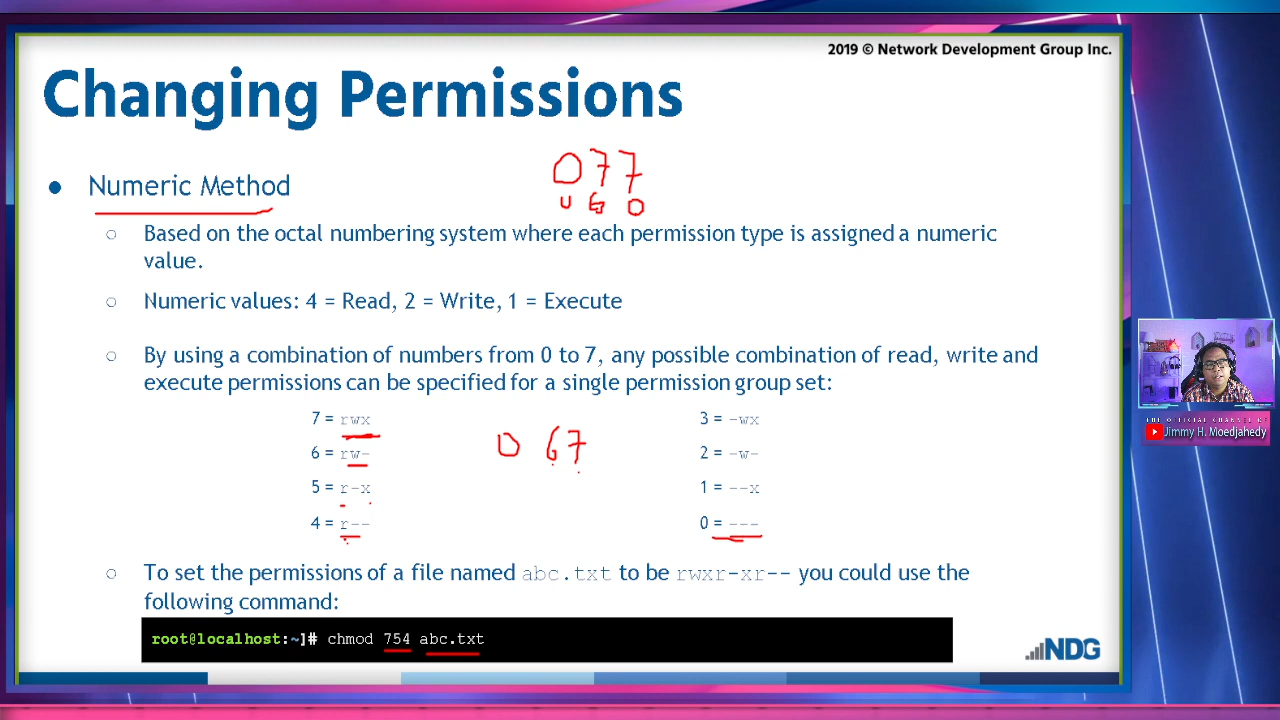 2019 © Network Development Group Inc.
Changing Permissions
077
● Numeric Method
U G O
○ Based on the octal numbering system where each permission type is assigned a numeric
value.
○ Numeric values: 4 = Read, 2 = Write, 1 = Execute
○ By using a combination of numbers from 0 to 7, any possible combination of read, write and
execute permissions can be specified for a single permission group set:
7 = rwx
3 = -wx
067
6 = rw-
2 = -w-
5 = r-x
1 = --x
4 = r--
0 = ---
○ To set the permissions of a file named abc.txt to be rwxr-xr-- you could use the
following command:
root@localhost:~]# chmod 754 abc.txt
NDG
THE OFFICIAL CHANNEL OF
Jimmy H. Moedjahedy